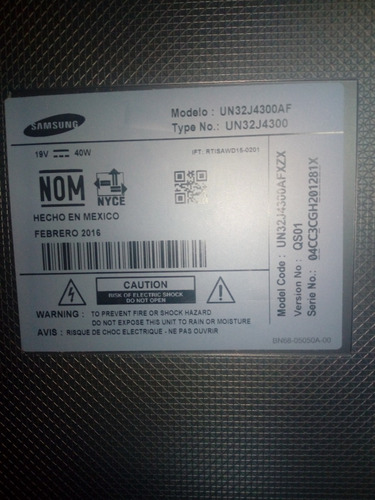 SAMSUNG
Modelo : UN32J4300AF
Type No.: UN32J4300
19V 40W
IFT: RTISAWD15-0201
NOM
NYCE
HECHO EN MEXICO
FEBRERO 2016
CAUTION
RISK OF ELECTRIC SHOCK
DO NOT OPEN
WARNING : TO PREVENT FIRE OR SHOCK HAZARD
DO NOT EXPOSE THIS UNIT TO RAIN OR MOISTURE
AVIS : RISQUE DE CHOC ELECTRIQUE - NE PAS OUVRIR
Model Code : UN32J4300AFXZX
Version No : QS01
Serie No.: 04CC3CGH201281X
BN68-05050A-00